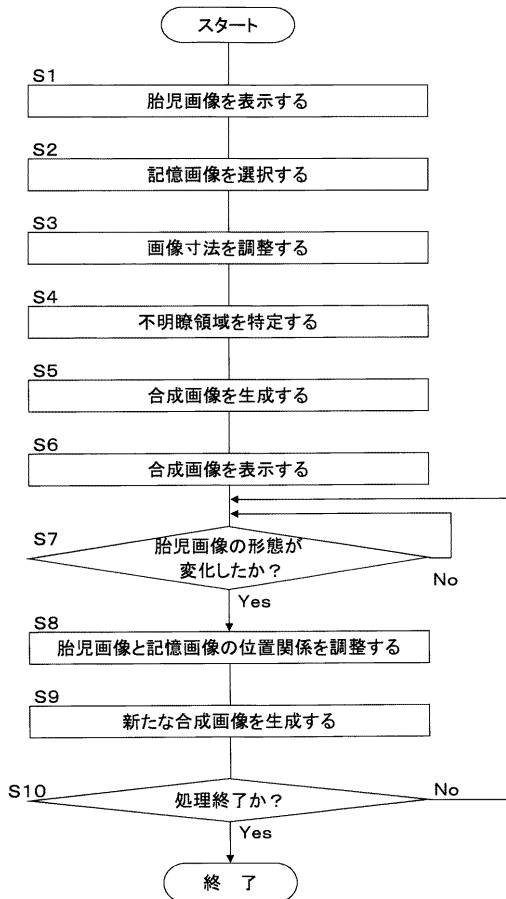 スタート
S1
胎児画像を表示する
S2
記憶画像を選択する
S3
画像寸法を調整する
S4
不明瞭領域を特定する
S5
合成画像を生成する
S6
合成画像を表示する
S7
胎児画像の形態が
変化したか？
No
Yes
S8
胎児画像と記憶画像の位置関係を調整する
S9
新たな合成画像を生成する
S10
処理終了か？
No
Yes
終 了